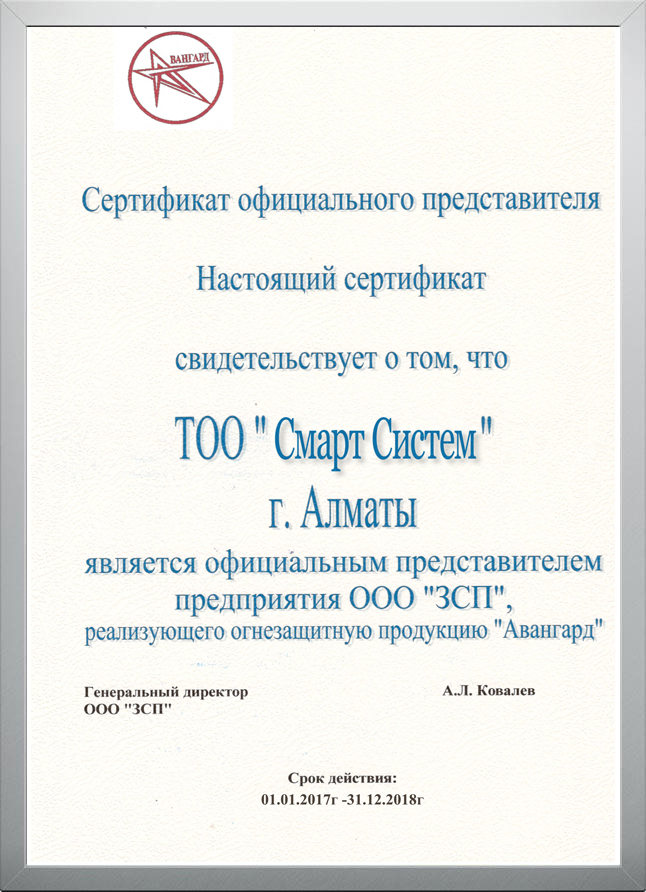 ВАНГАРД
Сертификат официального представителя
Настоящий сертификат
свидетельствует о том, что
ТОО " Смарт Систем"
г. Алматы
является официальным представителем
предприятия ООО "ЗСП",
реализующего огнезащитную продукцию "Авангард"
Генеральный директор
А.Л. Ковалев
ООО "ЗСП"
Срок действия:
01.01.2017г -31.12.2018г